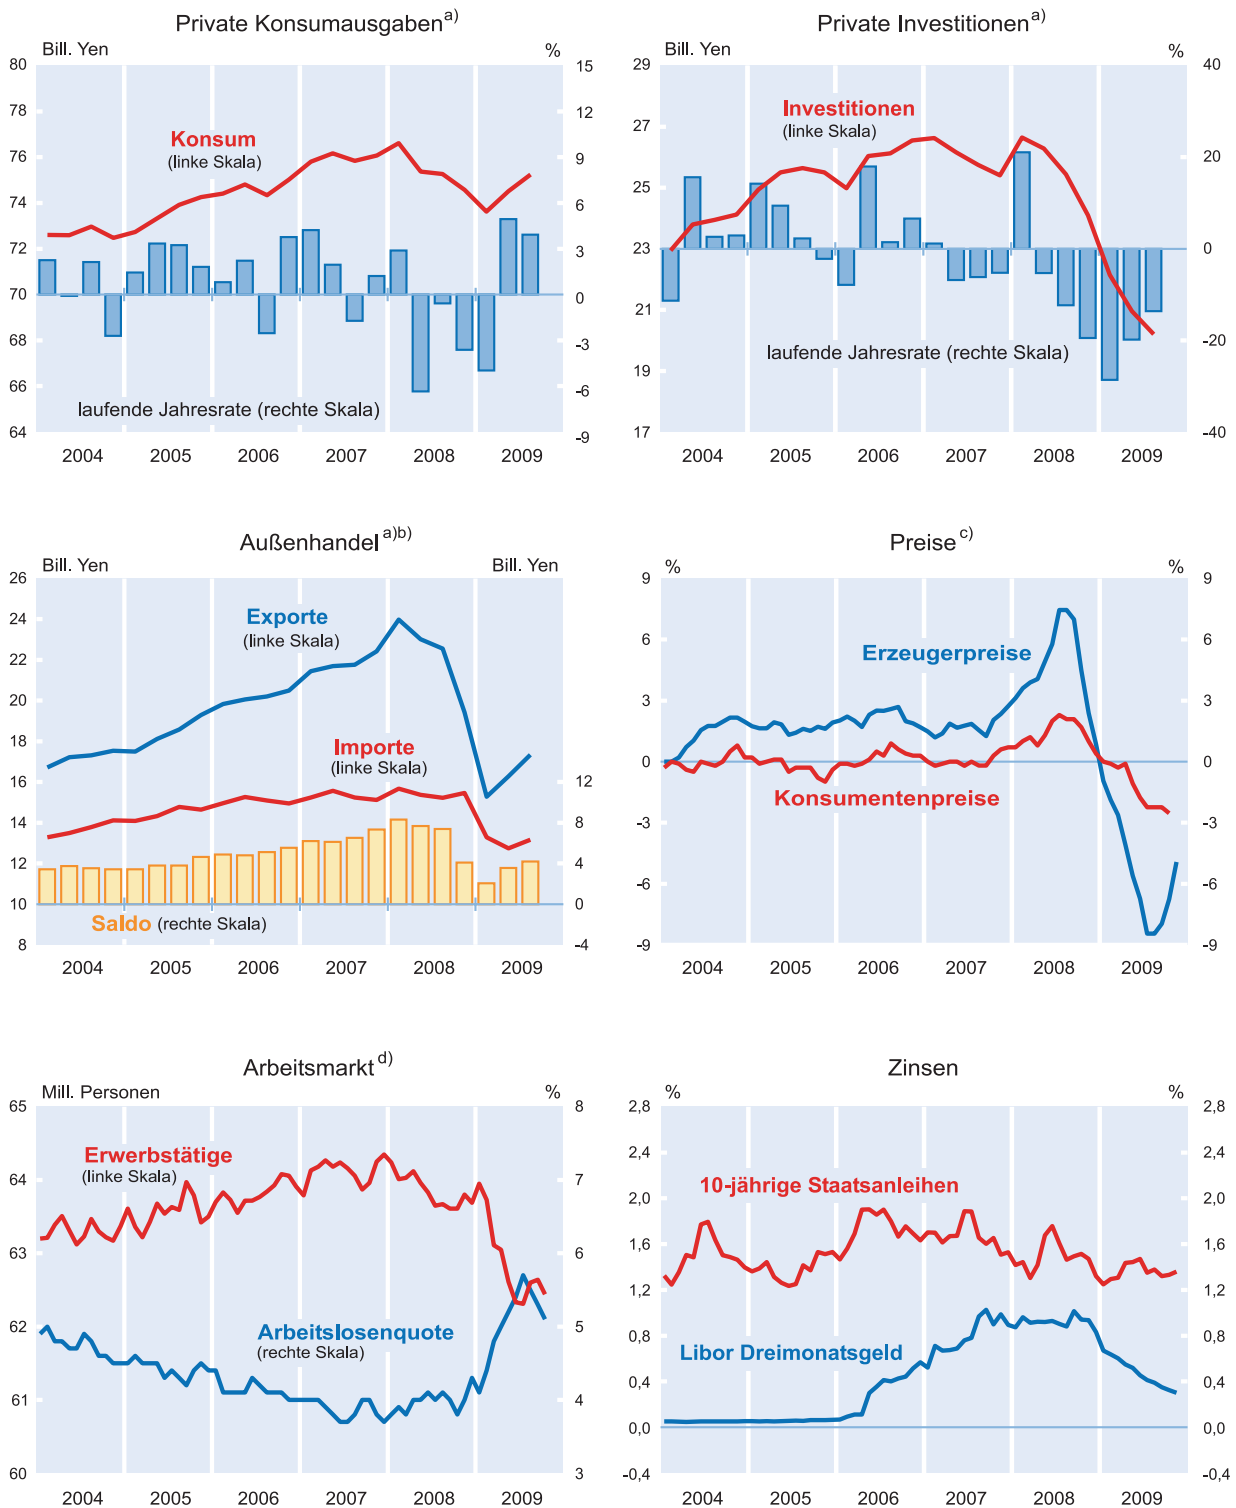 Private Konsumausgaben a)
Bill. Yen %
80 15
78 12
76 9
74 6
72 3
70 0
68 -3
66 -6
64 -9
Konsum
(linke Skala)
laufende Jahresrate (rechte Skala)
2004 2005 2006 2007 2008 2009
Private Investitionen a)
Bill. Yen %
29 40
27
25 20
23 0
21
19 -20
17 -40
Investitionen
(linke Skala)
laufende Jahresrate (rechte Skala)
2004 2005 2006 2007 2008 2009
Außenhandel a)b)
Bill. Yen Bill. Yen
26
24
22
20
18
16 12
14 8
12 4
10 0
8 -4
Exporte
(linke Skala)
Importe
(linke Skala)
Saldo (rechte Skala)
2004 2005 2006 2007 2008 2009
Preise c)
% %
9 9
6 6
3 3
0 0
-3 -3
-6 -6
-9 -9
Erzeugerpreise
Konsumentenpreise
2004 2005 2006 2007 2008 2009
Arbeitsmarkt d)
Mill. Personen %
65 8
64 7
63 6
62 5
61 4
60 3
Erwerbstätige
(linke Skala)
Arbeitslosenquote
(rechte Skala)
2004 2005 2006 2007 2008 2009
Zinsen
% %
2,8 2,8
2,4 2,4
2,0 2,0
1,6 1,6
1,2 1,2
0,8 0,8
0,4 0,4
0,0 0,0
-0,4 -0,4
10-jährige Staatsanleihen
Libor Dreimonatsgeld
2004 2005 2006 2007 2008 2009